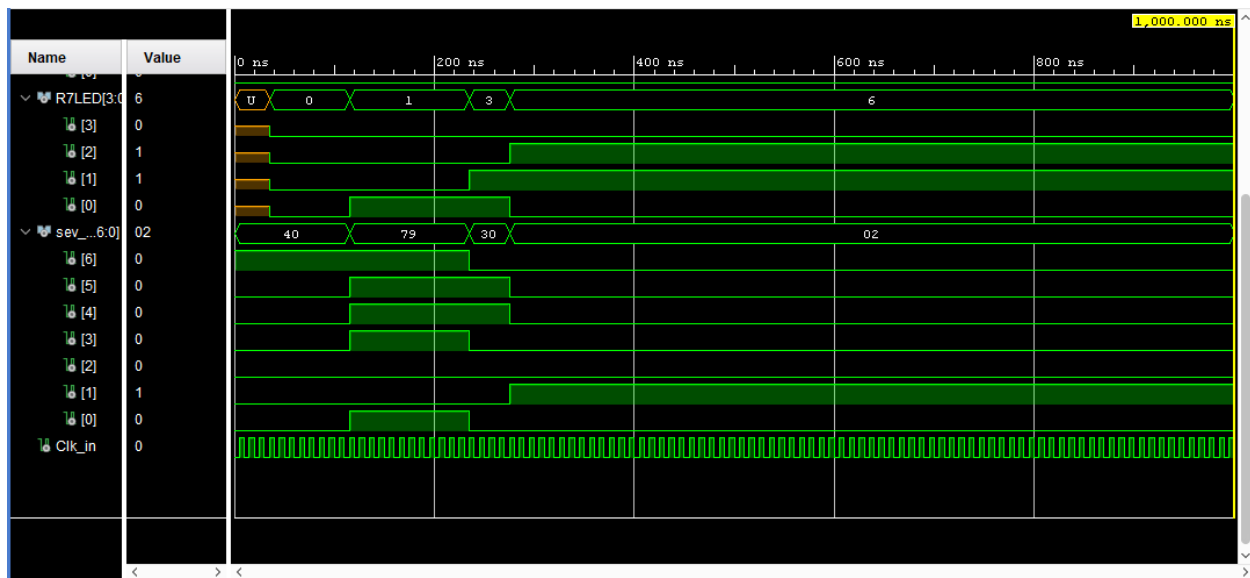 1,000.000 ns
Name Value
0 ns 200 ns 400 ns 600 ns 800 ns
R7LED[3:0 6 U 0 1 3 6
[3] 0
[2] 1
[1] 1
[0] 0
sev_...6:0] 02 40 79 30 02
[6] 0
[5] 0
[4] 0
[3] 0
[2] 0
[1] 1
[0] 0
Clk_in 0